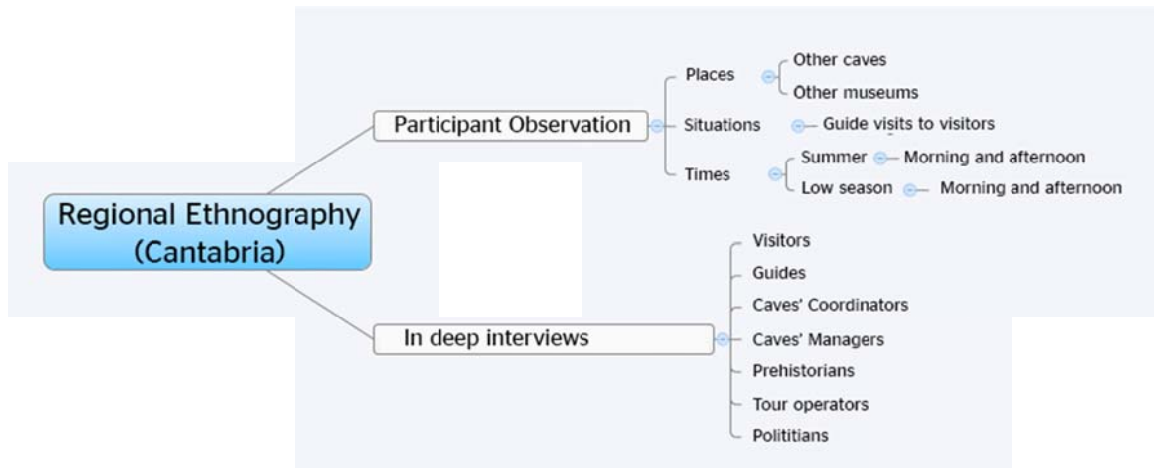 Regional Ethnography
(Cantabria)
Participant Observation
Places
Other caves
Other museums
Situations
Guide visits to visitors
Times
Summer
Morning and afternoon
Low season
Morning and afternoon
In deep interviews
Visitors
Guides
Caves' Coordinators
Caves' Managers
Prehistorians
Tour operators
Polititians